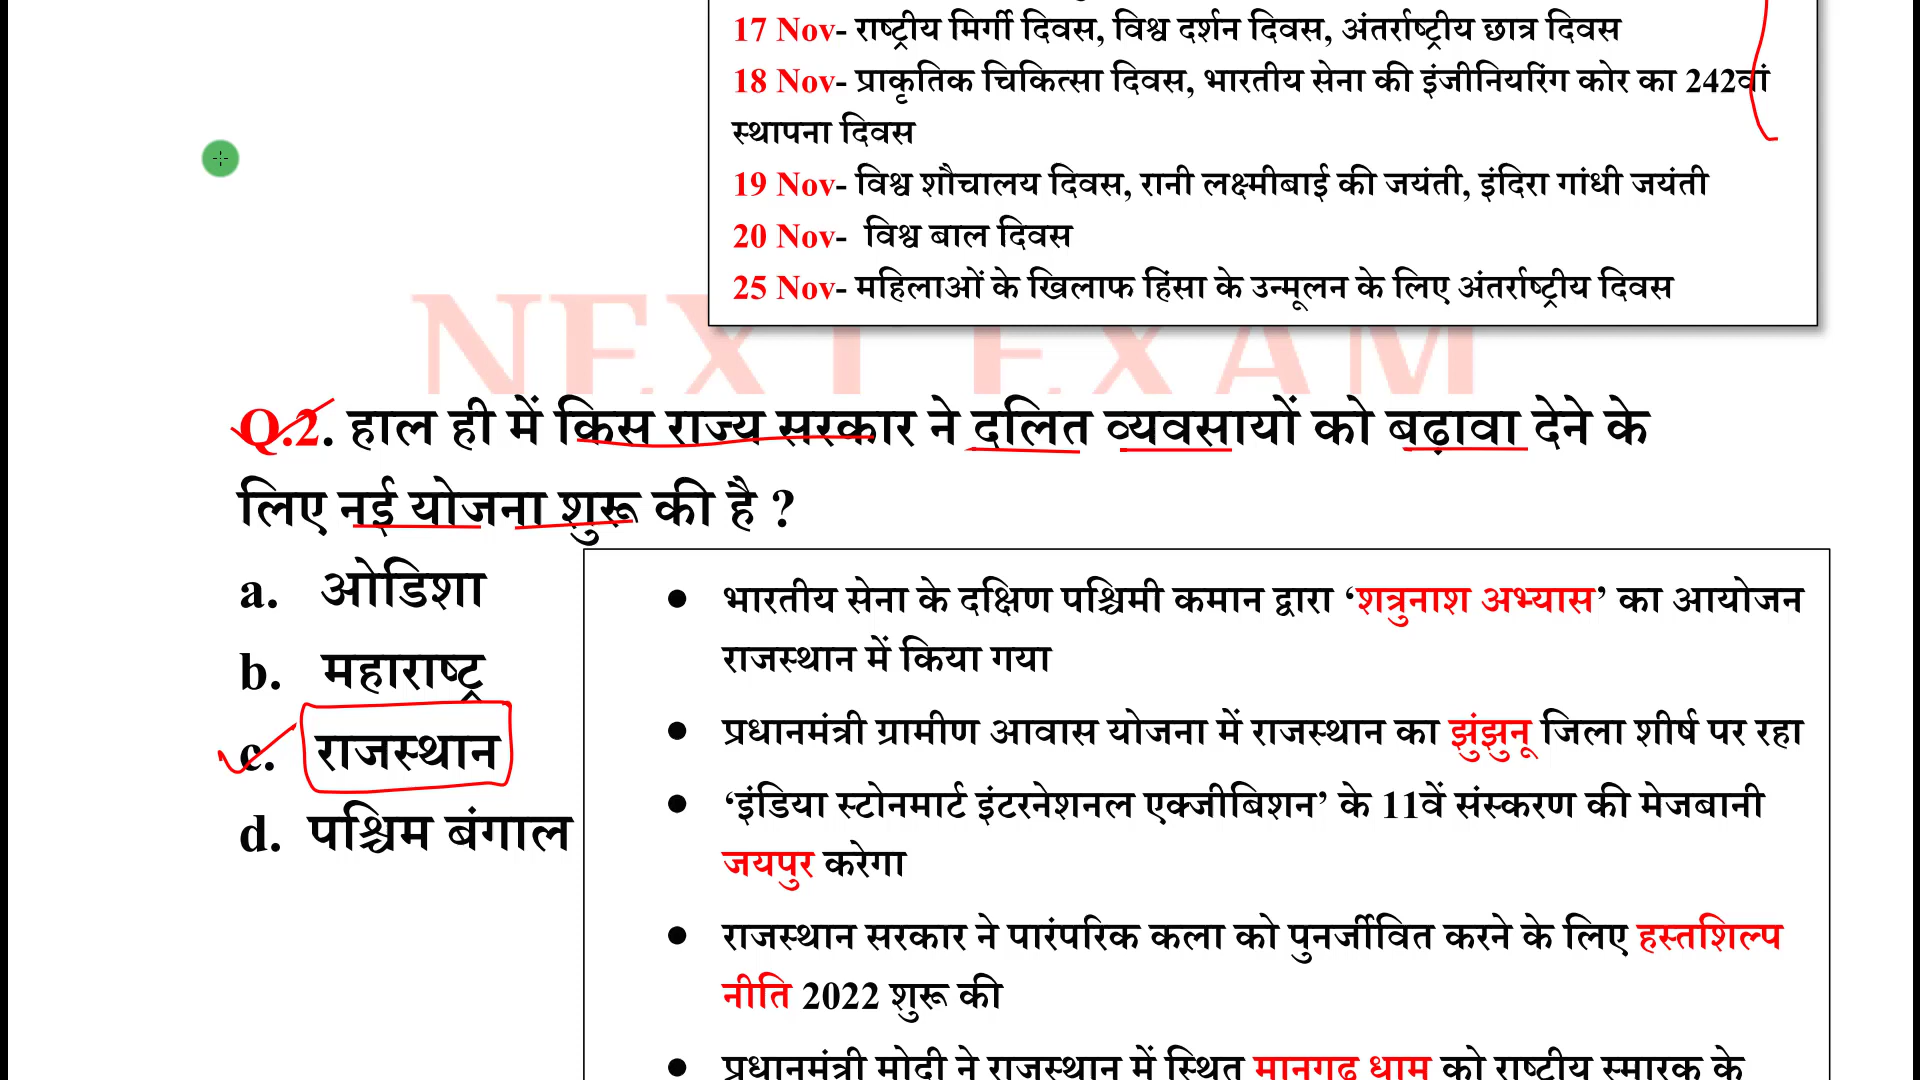 17 Nov- राष्ट्रीय मिर्गी दिवस, विश्व दर्शन दिवस, अंतर्राष्ट्रीय छात्र दिवस
18 Nov- प्राकृतिक चिकित्सा दिवस, भारतीय सेना की इंजीनियरिंग कोर का 242वां
स्थापना दिवस
19 Nov- विश्व शौचालय दिवस, रानी लक्ष्मीबाई की जयंती, इंदिरा गांधी जयंती
20 Nov- विश्व बाल दिवस
25 Nov- महिलाओं के खिलाफ हिंसा के उन्मूलन के लिए अंतर्राष्ट्रीय दिवस
NEXT EXAM
Q.2. हाल ही में किस राज्य सरकार ने दलित व्यवसायों को बढ़ावा देने के
लिए नई योजना शुरू की है ?
a. ओडिशा
b. महाराष्ट्र
c. राजस्थान
d. पश्चिम बंगाल
● भारतीय सेना के दक्षिण पश्चिमी कमान द्वारा ‘शत्रुनाश अभ्यास’ का आयोजन
राजस्थान में किया गया
● प्रधानमंत्री ग्रामीण आवास योजना में राजस्थान का झुंझुनू जिला शीर्ष पर रहा
● ‘इंडिया स्टोनमार्ट इंटरनेशनल एक्जीबिशन’ के 11वें संस्करण की मेजबानी
जयपुर करेगा
● राजस्थान सरकार ने पारंपरिक कला को पुनर्जीवित करने के लिए हस्तशिल्प
नीति 2022 शुरू की
● प्रधानमंत्री मोदी ने राजस्थान में स्थित मानगढ़ धाम को राष्ट्रीय स्मारक के